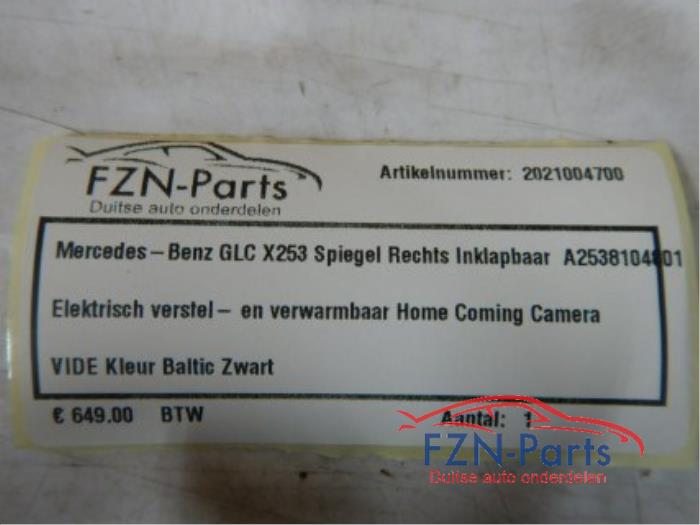 FZN-Parts
Duitse auto onderdelen
Artikelnummer: 2021004700
Mercedes-Benz GLC X253 Spiegel Rechts Inklapbaar A2538104801
Elektrisch verstel- en verwarmbaar Home Coming Camera
VIDE Kleur Baltic Zwart
€ 649.00 BTW
Aantal: 1
FZN-Parts
Duitse auto onderdelen